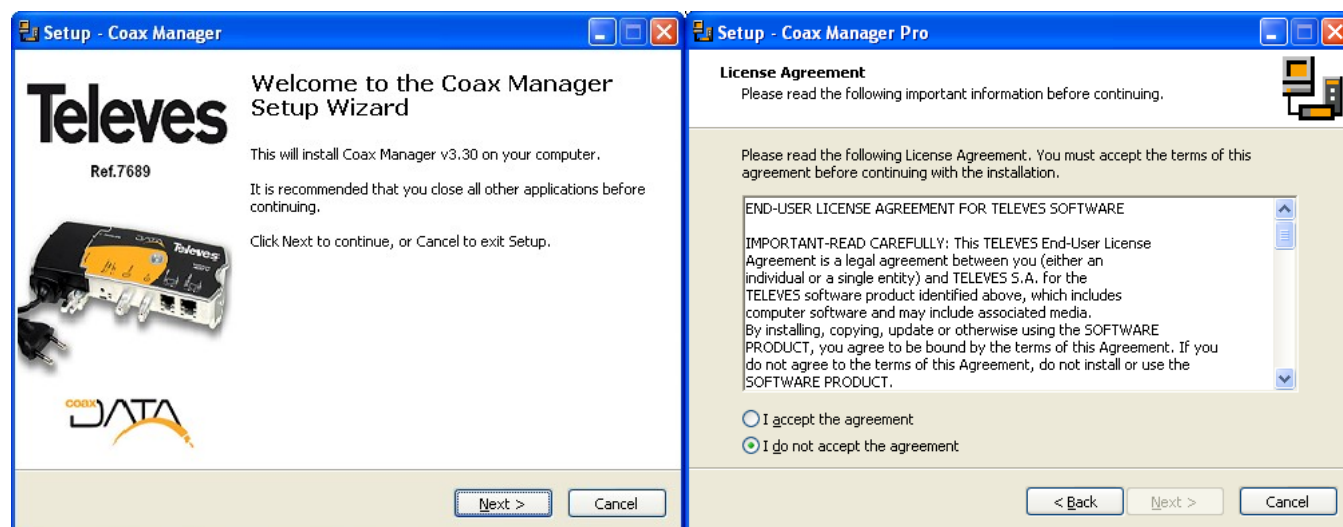 Setup - Coax Manager
Televes
Ref.7689
Televes
coax
DATA
Welcome to the Coax Manager
Setup Wizard
This will install Coax Manager v3.30 on your computer.
It is recommended that you close all other applications before
continuing.
Click Next to continue, or Cancel to exit Setup.
Next >
Cancel
Setup - Coax Manager Pro
License Agreement
Please read the following important information before continuing.
Please read the following License Agreement. You must accept the terms of this
agreement before continuing with the installation.
END-USER LICENSE AGREEMENT FOR TELEVES SOFTWARE
IMPORTANT-READ CAREFULLY: This TELEVES End-User License
Agreement is a legal agreement between you (either an
individual or a single entity) and TELEVES S.A. for the
TELEVES software product identified above, which includes
computer software and may include associated media.
By installing, copying, update or otherwise using the SOFTWARE
PRODUCT, you agree to be bound by the terms of this Agreement. If you
do not agree to the terms of this Agreement, do not install or use the
SOFTWARE PRODUCT.
I accept the agreement
I do not accept the agreement
< Back
Next >
Cancel